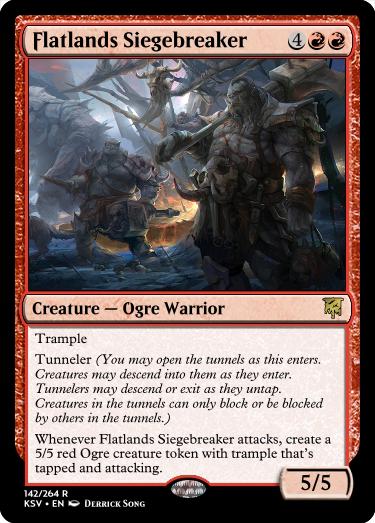 Flatlands Siegebreaker 4
Creature — Ogre Warrior
Trample
Tunneler (You may open the tunnels as this enters.
Creatures may descend into them as they enter.
Tunnelers may descend or exit as they untap.
Creatures in the tunnels can only block or be blocked
by others in the tunnels.)
Whenever Flatlands Siegebreaker attacks, create a
5/5 red Ogre creature token with trample that's
tapped and attacking.
5/5
142/264 R
KSV • EN Derrick Song